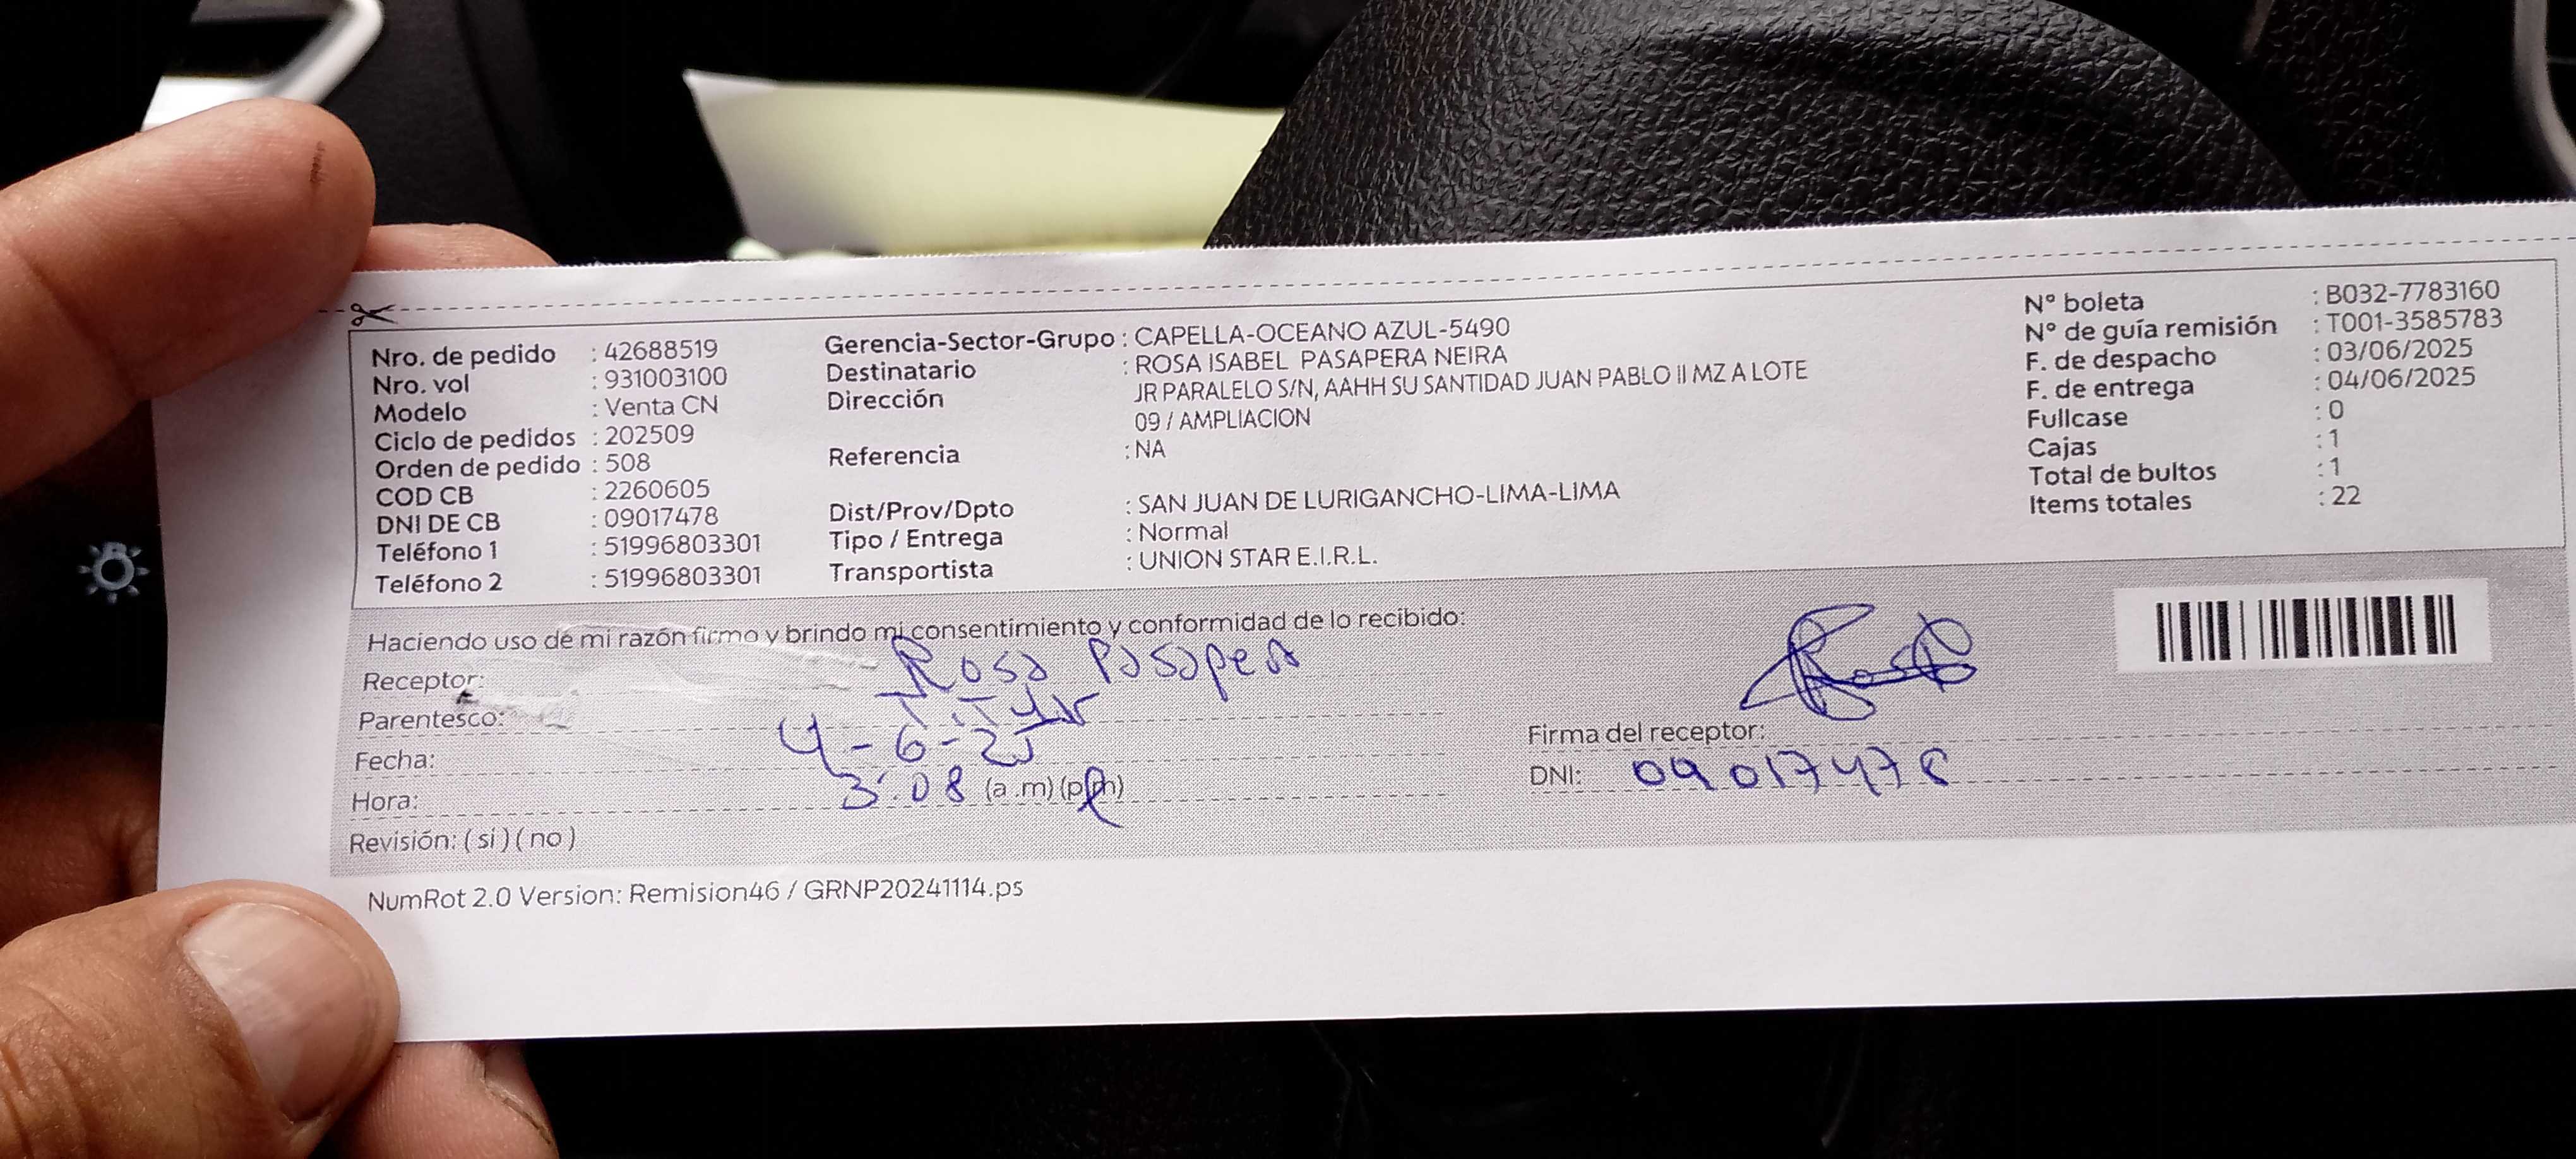 Nro. de pedido : 42688519
Nro. vol : 931003100
Modelo : Venta CN
Ciclo de pedidos : 202509
Orden de pedido : 508
COD CB : 2260605
DNI DE CB : 09017478
Teléfono 1 : 51996803301
Teléfono 2 : 51996803301
Gerencia-Sector-Grupo : CAPELLA-OCEANO AZUL-5490
Destinatario : ROSA ISABEL PASAPERA NEIRA
Dirección JR PARALELO S/N, AAHH SU SANTIDAD JUAN PABLO II MZ A LOTE
09 / AMPLIACION
Referencia : NA
Dist/Prov/Dpto : SAN JUAN DE LURIGANCHO-LIMA-LIMA
Tipo / Entrega : Normal
Transportista : UNION STAR E.I.R.L.
N° boleta : B032-7783160
N° de guía remisión : T001-3585783
F. de despacho : 03/06/2025
F. de entrega : 04/06/2025
Fullcase : 0
Cajas : 1
Total de bultos : 1
Items totales : 22
Haciendo uso de mi razón firmo y brindo mi consentimiento y conformidad de lo recibido:
Receptor: Rosa
Parentesco:
Fecha: 4-6-25
Hora: 3:08 (a .m) (p.m)
Revisión: ( si ) ( no )
Firma del receptor:
DNI: 09017478
NumRot 2.0 Version: Remision46 / GRNP20241114.ps